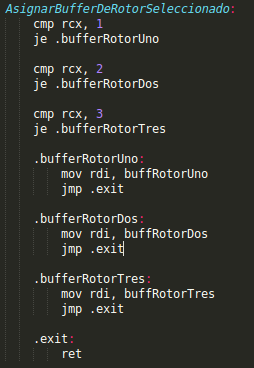 AsignarBufferDeRotorSeleccionado:
cmp rcx, 1
je .bufferRotorUno
cmp rcx, 2
je .bufferRotorDos
cmp rcx, 3
je .bufferRotorTres
.bufferRotorUno:
mov rdi, buffRotorUno
jmp .exit
.bufferRotorDos:
mov rdi, buffRotorDos
jmp .exit
.bufferRotorTres:
mov rdi, buffRotorTres
jmp .exit
.exit:
ret